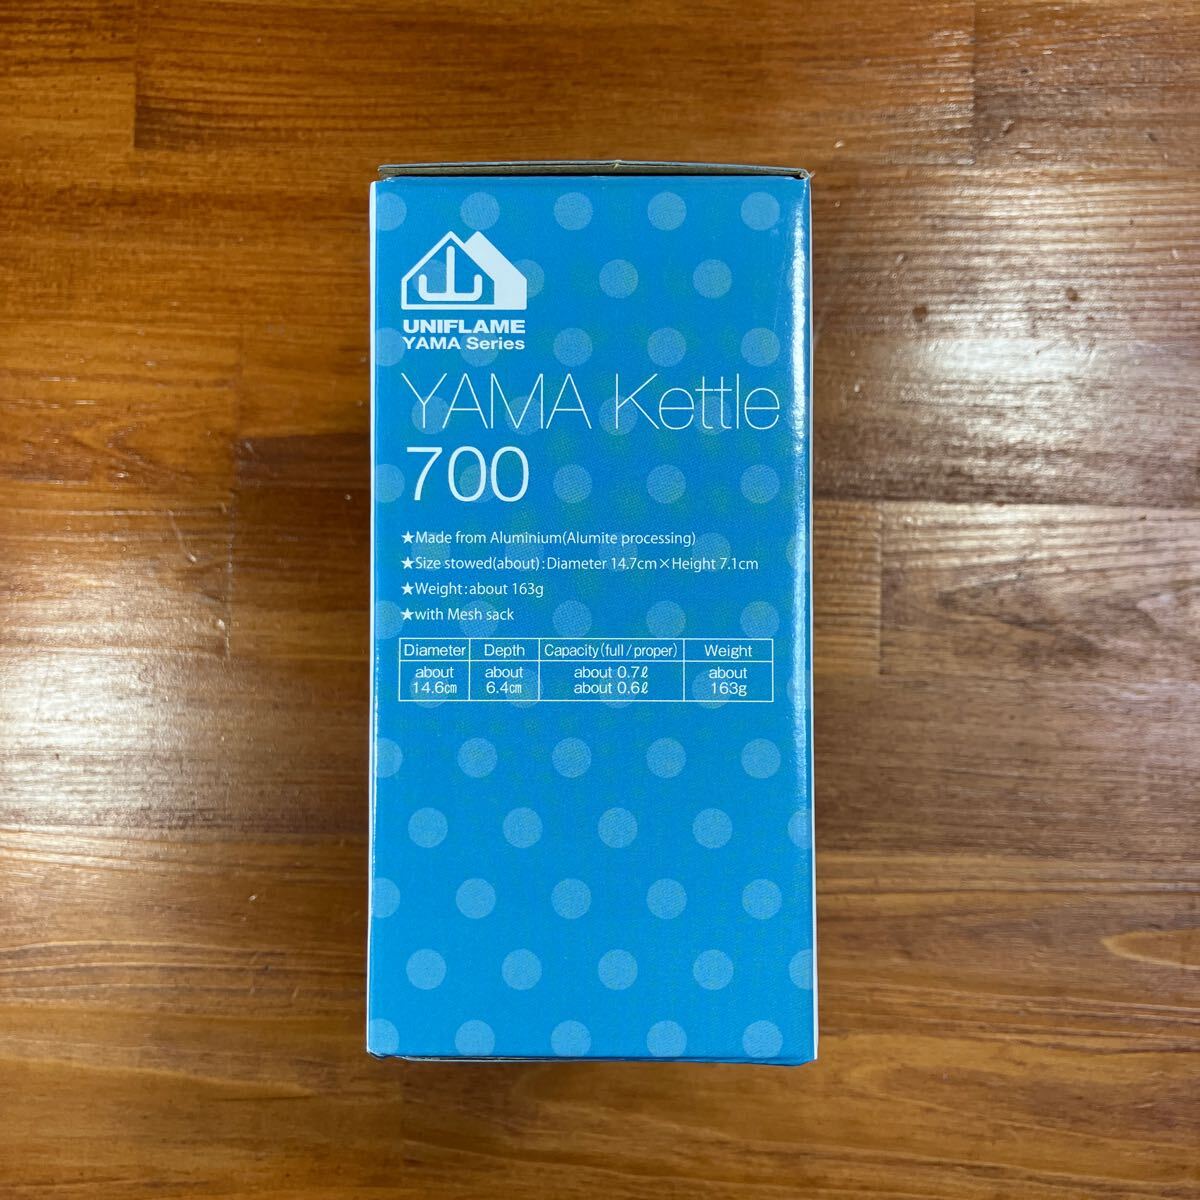 山
UNIFLAME
YAMA Series
YAMA Kettle
700
★Made from Aluminium(Alumite processing)
★Size stowed(about):Diameter 14.7cm×Height 7.1cm
★Weight:about 163g
★with Mesh sack
Diameter Depth Capacity(full/proper) Weight
about about about 0.7ℓ about
14.6㎝ 6.4㎝ about 0.6ℓ 163g